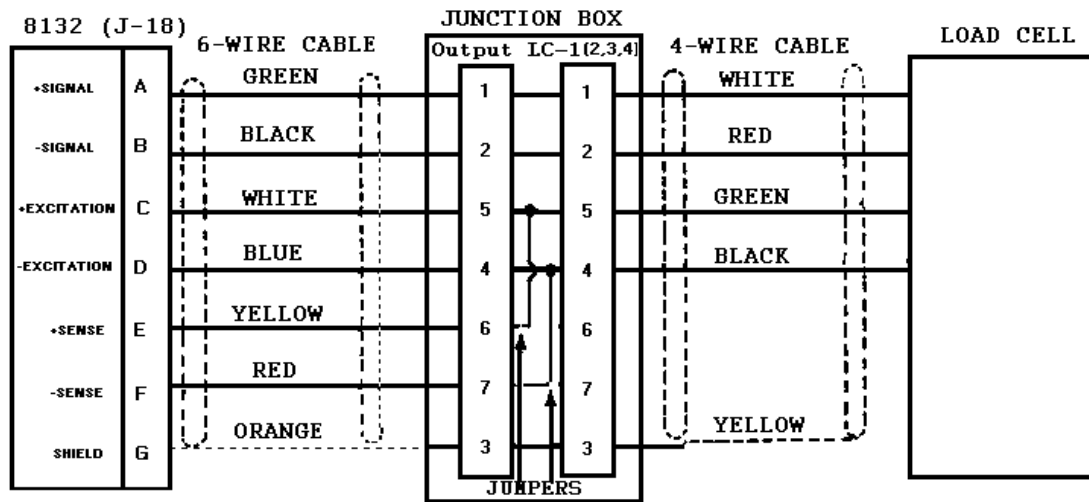 8132 (J-18)
JUNCTION BOX
6-WIRE CABLE
Output LC-1(2,3,4)
4-WIRE CABLE
LOAD CELL
+SIGNAL A GREEN 1 1 WHITE
-SIGNAL B BLACK 2 2 RED
+EXCITATION C WHITE 5 5 GREEN
-EXCITATION D BLUE 4 4 BLACK
+SENSE E YELLOW 6 6
-SENSE F RED 7 7
SHIELD G ORANGE 3 3 YELLOW
JUMPERS